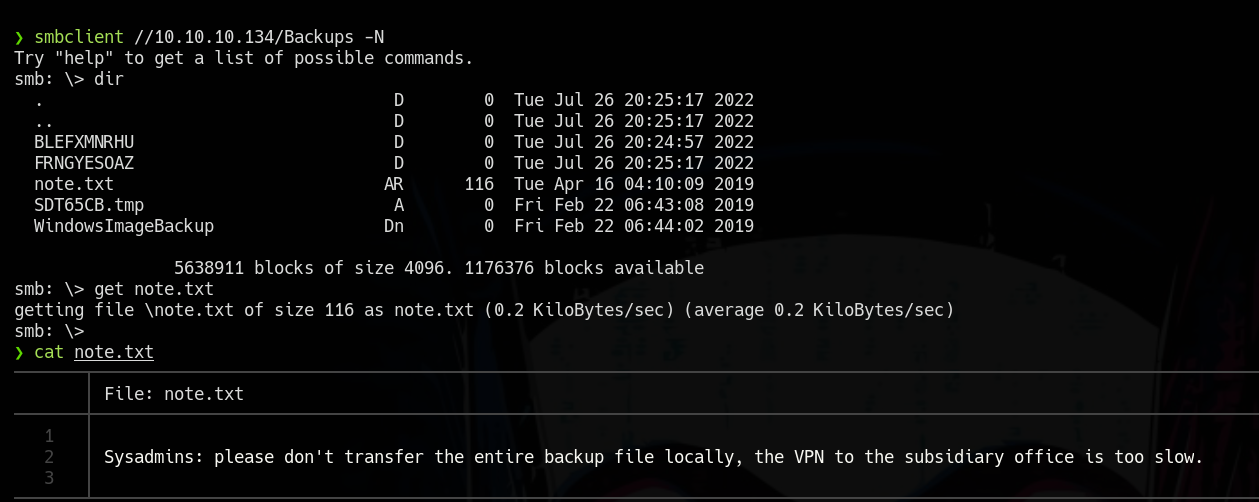 ❯ smbclient //10.10.10.134/Backups -N
Try "help" to get a list of possible commands.
smb: \> dir
  .                                   D        0  Tue Jul 26 20:25:17 2022
  ..                                  D        0  Tue Jul 26 20:25:17 2022
  BLEFXMNRHU                          D        0  Tue Jul 26 20:24:57 2022
  FRNGYESOAZ                          D        0  Tue Jul 26 20:25:17 2022
  note.txt                           AR      116  Tue Apr 16 04:10:09 2019
  SDT65CB.tmp                         A        0  Fri Feb 22 06:43:08 2019
  WindowsImageBackup                 Dn        0  Fri Feb 22 06:44:02 2019
                5638911 blocks of size 4096. 1176376 blocks available
smb: \> get note.txt
getting file \note.txt of size 116 as note.txt (0.2 KiloBytes/sec) (average 0.2 KiloBytes/sec)
smb: \>
❯ cat note.txt
File: note.txt
1
2 Sysadmins: please don't transfer the entire backup file locally, the VPN to the subsidiary office is too slow.
3